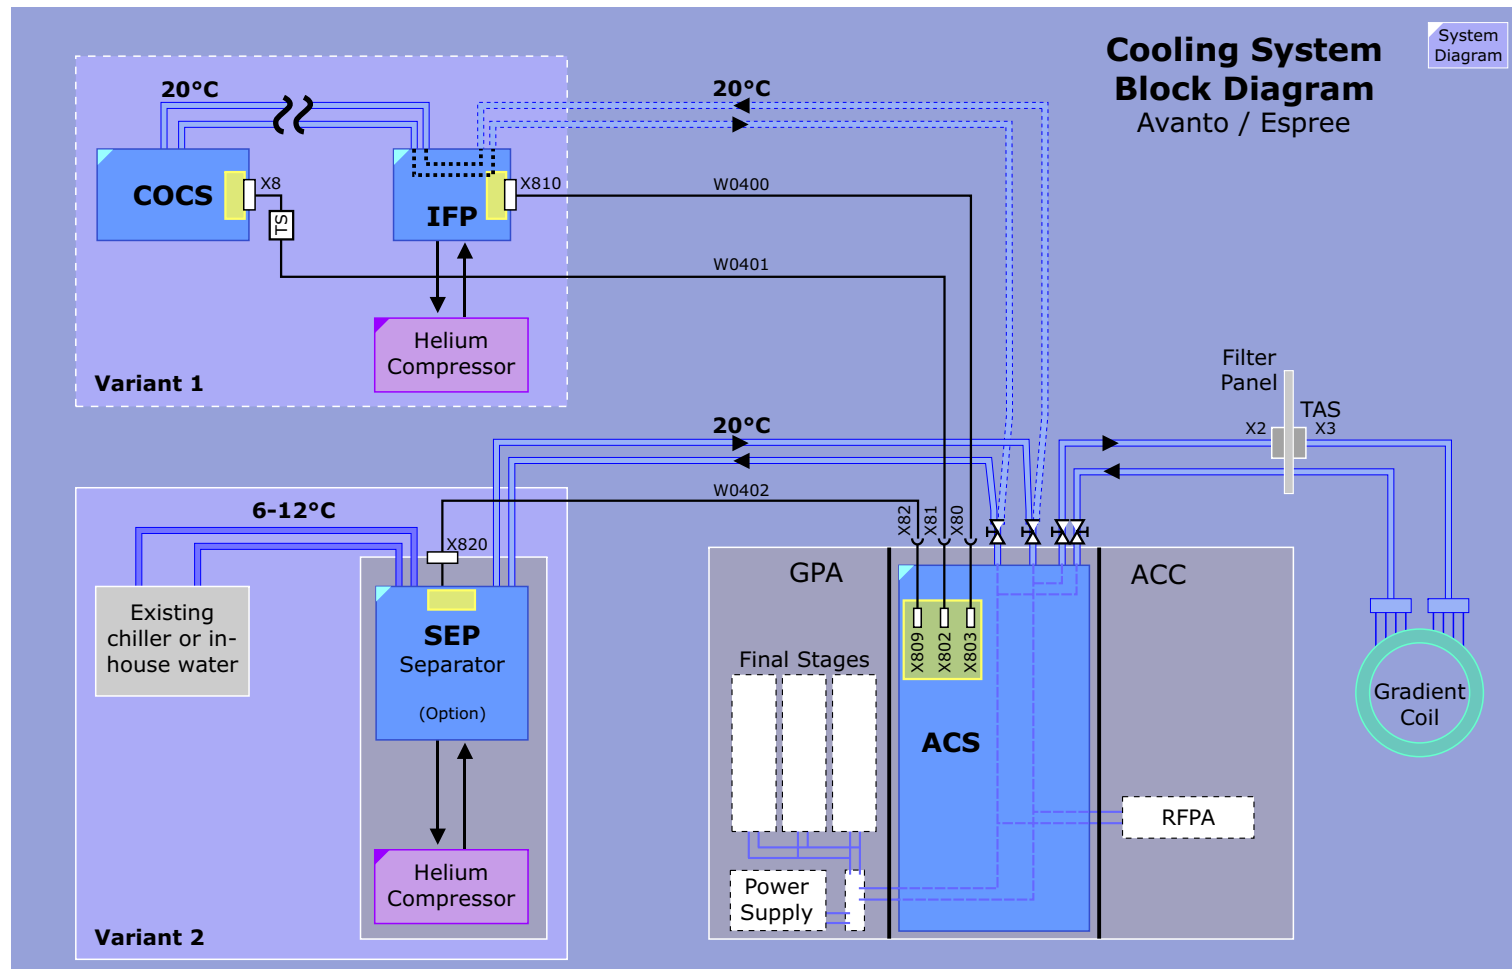 Cooling System
Block Diagram
Avanto / Espree
System
Diagram
20°C
20°C
COCS
X8
TS
IFP
X810
W0400
W0401
Helium
Compressor
Variant 1
Filter
Panel
TAS
X2
X3
20°C
W0402
6-12°C
X820
X82
X81
X80
Existing
chiller or in-
house water
SEP
Separator
(Option)
GPA
ACC
X809
X802
X803
Final Stages
ACS
Gradient
Coil
RFPA
Helium
Compressor
Power
Supply
Variant 2